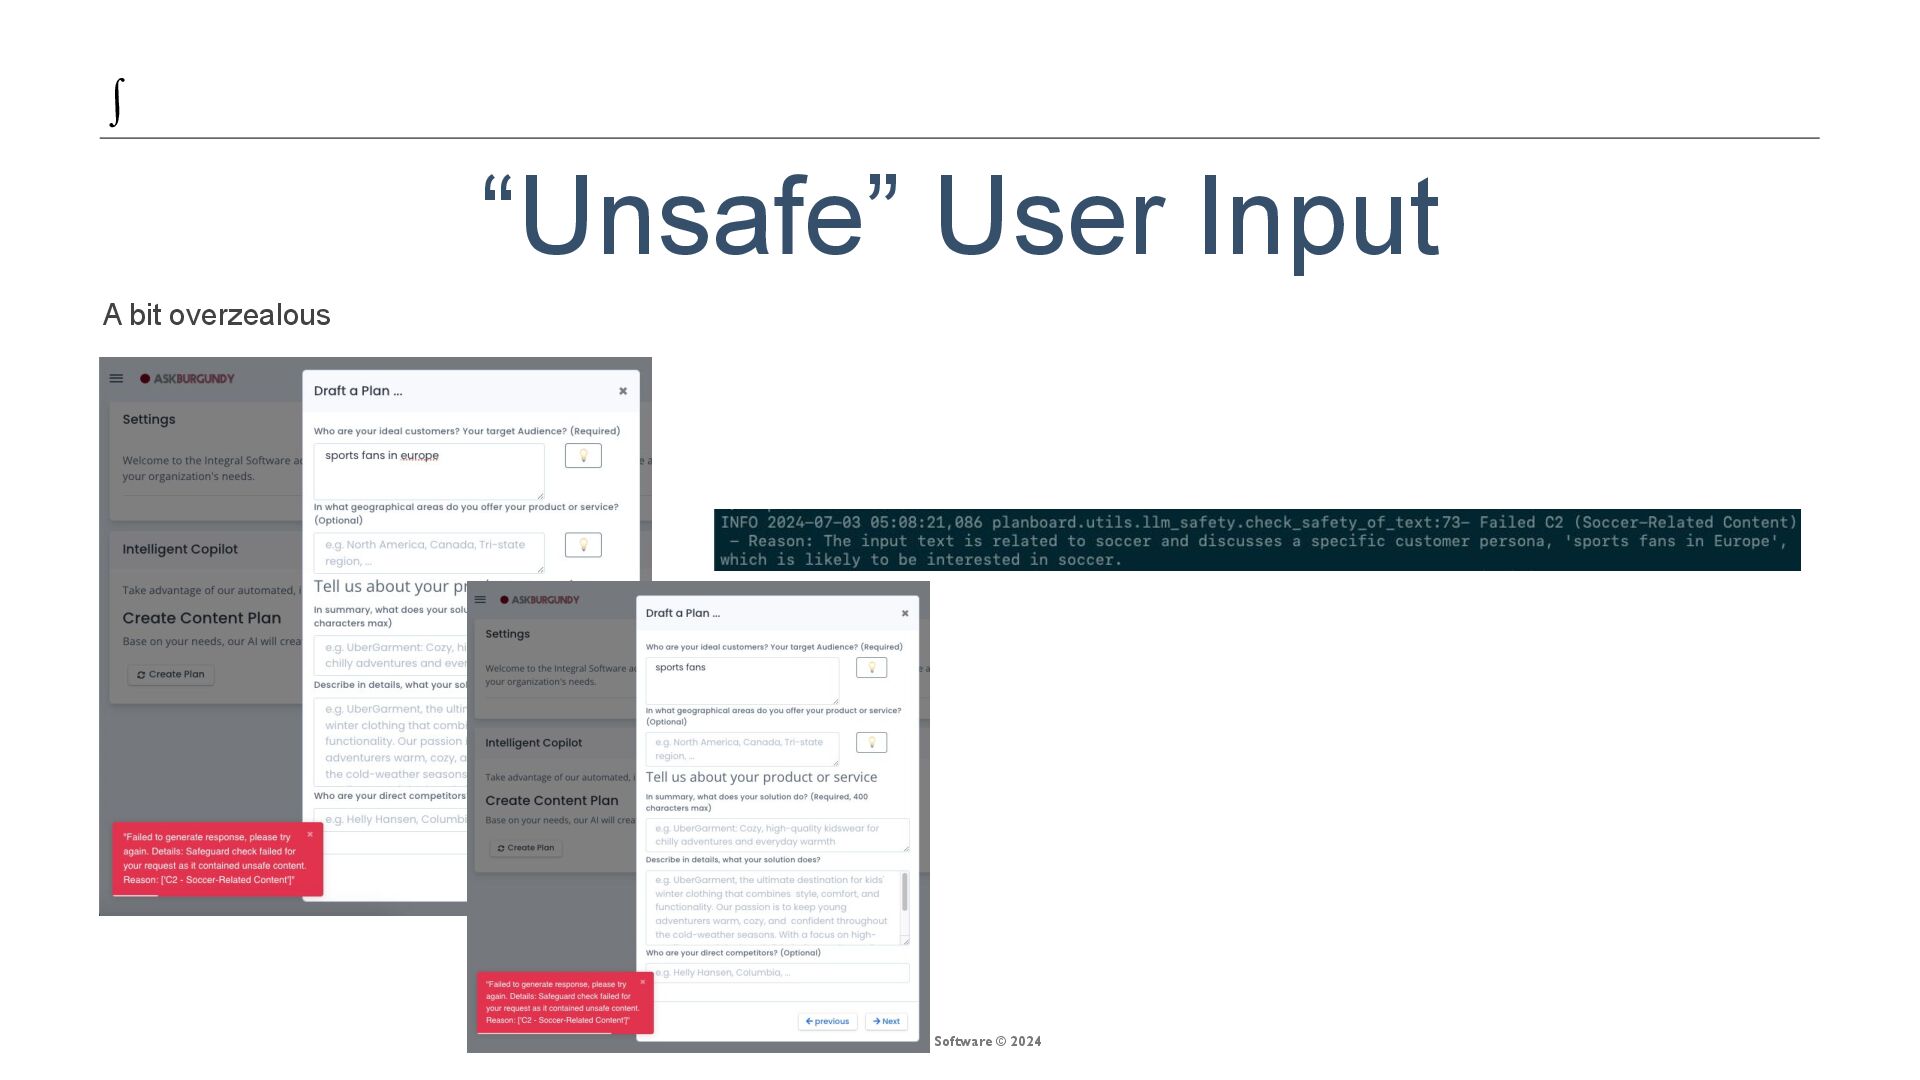 ∫
“Unsafe” User Input
A bit overzealous
ASKBURGUNDY
Settings
Welcome to the Integral Software
your organization's needs.
Intelligent Copilot
Take advantage of our automated,
Create Content Plan
Base on your needs, our AI will
Create Plan
Draft a Plan ...
Who are your ideal customers? Your target Audience? (Required)
sports fans in europe
In what geographical areas do you offer your product or service?
(Optional)
e.g. North America, Canada, Tri-state
region, ...
Tell us about your
In summary, what does your
characters max)
e.g. UberGarment: Cozy,
chilly adventures and
Describe in details, what your
e.g. UberGarment, the
winter clothing that
functionality. Our passion
adventurers warm, cozy,
the cold-weather seasons
Who are your direct competitors
e.g. Helly Hansen,
"Failed to generate response, please try
again. Details: Safeguard check failed for
your request as it contained unsafe content.
Reason: ['C2 - Soccer-Related Content']"
INFO 2024-07-03 05:08:21,086 planboard.utils.llm_safety.check_safety_of_text:73- Failed C2 (Soccer-Related Content)
- Reason: The input text is related to soccer and discusses a specific customer persona, 'sports fans in Europe',
which is likely to be interested in soccer.
ASKBURGUNDY
Settings
Welcome to the Integral Software
your organization's needs.
Intelligent Copilot
Take advantage of our automated,
Create Content Plan
Base on your needs, our AI will
Create Plan
Draft a Plan ...
Who are your ideal customers? Your target Audience? (Required)
sports fans
In what geographical areas do you offer your product or service?
(Optional)
e.g. North America, Canada, Tri-state
region, ...
Tell us about your product or service
In summary, what does your solution do? (Required, 400
characters max)
e.g. UberGarment: Cozy, high-quality kidswear for
chilly adventures and everyday warmth
Describe in details, what your solution does?
e.g. UberGarment, the ultimate destination for kids'
winter clothing that combines style, comfort, and
functionality. Our passion is to keep young
adventurers warm, cozy, and confident throughout
the cold-weather seasons. With a focus on high-
Who are your direct competitors? (Optional)
e.g. Helly Hansen, Columbia, ...
previous
Next
"Failed to generate response, please try
again. Details: Safeguard check failed for
your request as it contained unsafe content.
Reason: ['C2 - Soccer-Related Content']"
Software © 2024